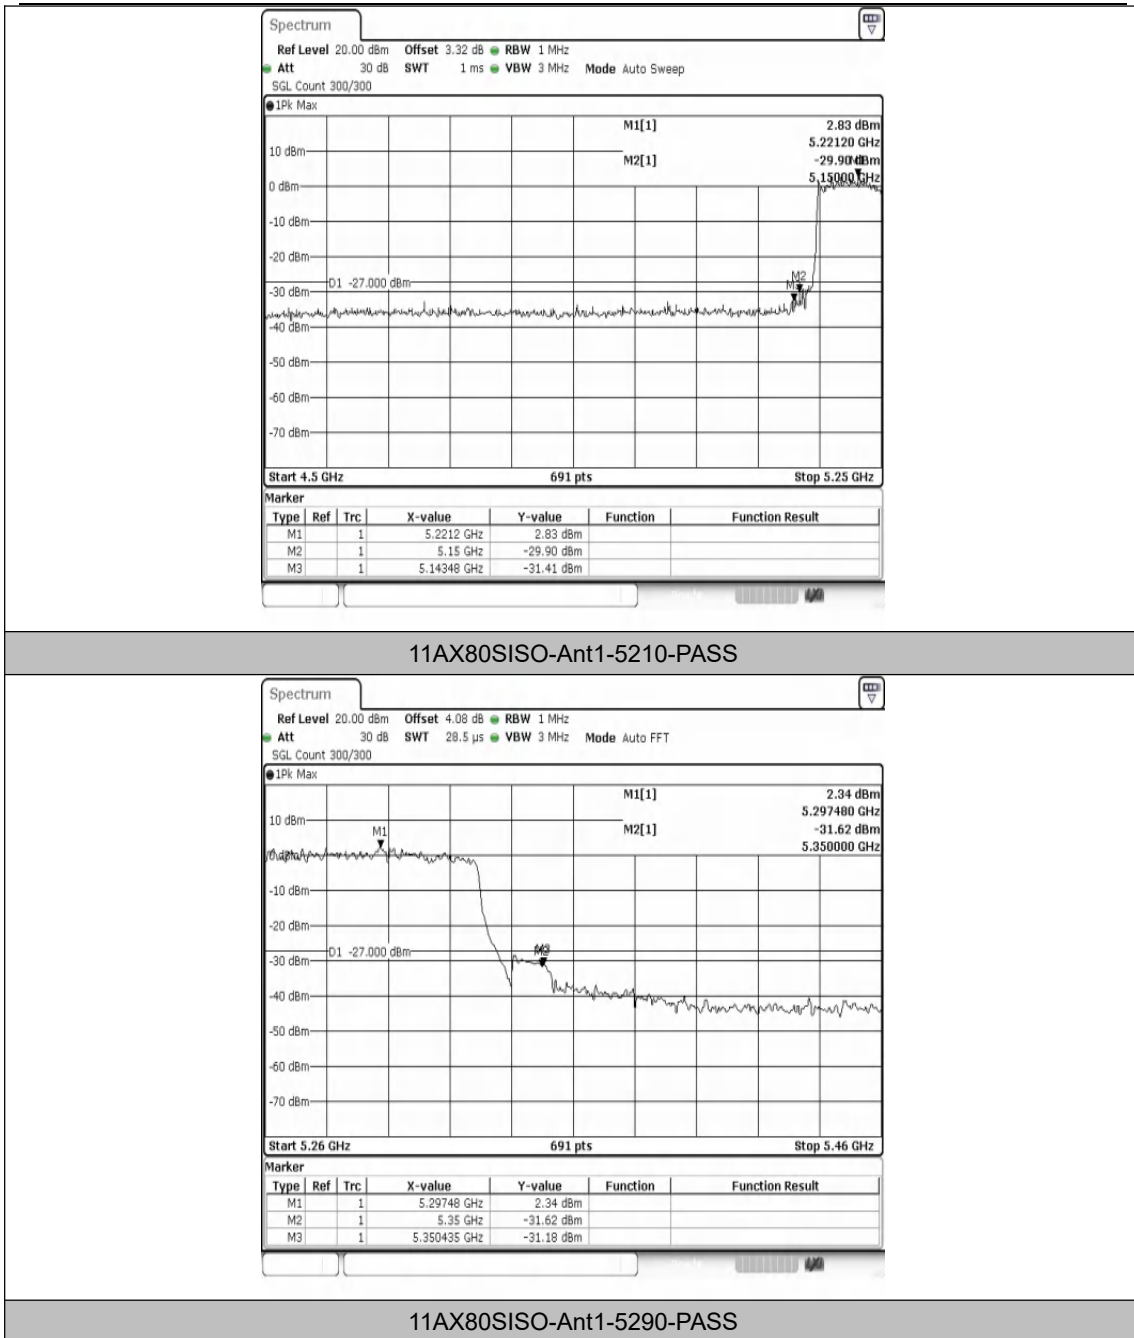 Spectrum
Ref Level 20.00 dBm Offset 3.32 dB RBW 1 MHz
Att 30 dB SWT 1 ms VBW 3 MHz Mode Auto Sweep
SGL Count 300/300
1Pk Max
M1[1] 2.83 dBm
5.22120 GHz
10 dBm
M2[1] -29.90 dBm
5.15000 GHz
0 dBm
-10 dBm
-20 dBm
M2
D1 -27.000 dBm
-30 dBm
-40 dBm
-50 dBm
-60 dBm
-70 dBm
Start 4.5 GHz 691 pts Stop 5.25 GHz
Marker
Type Ref Trc X-value Y-value Function Function Result
M1 1 5.2212 GHz 2.83 dBm
M2 1 5.15 GHz -29.90 dBm
M3 1 5.14348 GHz -31.41 dBm
11AX80SISO-Ant1-5210-PASS
Spectrum
Ref Level 20.00 dBm Offset 4.08 dB RBW 1 MHz
Att 30 dB SWT 28.5 µs VBW 3 MHz Mode Auto FFT
SGL Count 300/300
1Pk Max
M1[1] 2.34 dBm
5.297480 GHz
10 dBm
M1
M2[1] -31.62 dBm
5.350000 GHz
0 dBm
-10 dBm
-20 dBm
D1 -27.000 dBm
-30 dBm
-40 dBm
-50 dBm
-60 dBm
-70 dBm
Start 5.26 GHz 691 pts Stop 5.46 GHz
Marker
Type Ref Trc X-value Y-value Function Function Result
M1 1 5.29748 GHz 2.34 dBm
M2 1 5.35 GHz -31.62 dBm
M3 1 5.350435 GHz -31.18 dBm
11AX80SISO-Ant1-5290-PASS